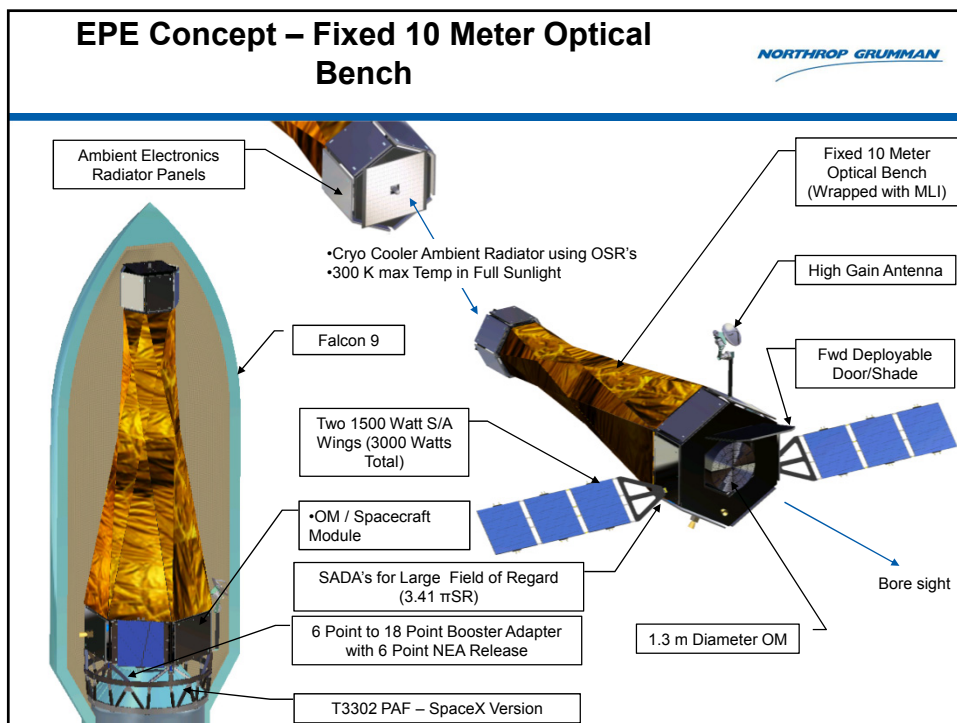 EPE Concept – Fixed 10 Meter Optical
Bench
NORTHROP GRUMMAN
Ambient Electronics
Radiator Panels
Fixed 10 Meter
Optical Bench
(Wrapped with MLI)
•Cryo Cooler Ambient Radiator using OSR's
•300 K max Temp in Full Sunlight
High Gain Antenna
Falcon 9
Fwd Deployable
Door/Shade
Two 1500 Watt S/A
Wings (3000 Watts
Total)
•OM / Spacecraft
Module
SADA's for Large Field of Regard
(3.41 πSR)
Bore sight
6 Point to 18 Point Booster Adapter
with 6 Point NEA Release
1.3 m Diameter OM
T3302 PAF – SpaceX Version